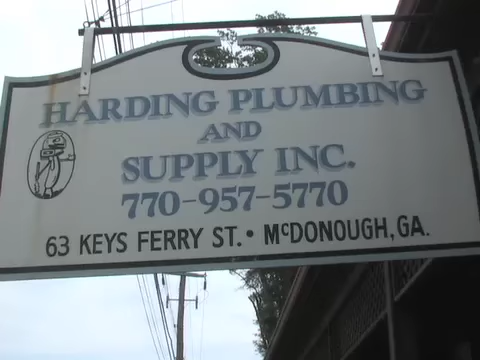 HARDING PLUMBING
AND
SUPPLY INC.
770-957-5770
63 KEYS FERRY ST. • McDONOUGH, GA.